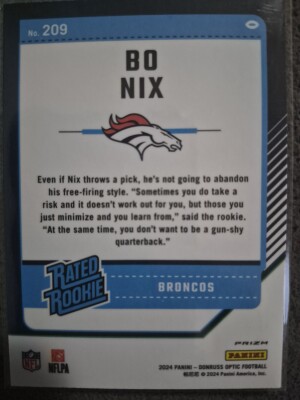 No. 209
BO
NIX
Even if Nix throws a pick, he's not going to abandon
his free-firing style. "Sometimes you do take a
risk and it doesn't work out for you, but those you
just minimize and you learn from," said the rookie.
"At the same time, you don't want to be a gun-shy
quarterback."
RATED
ROOKIE
BRONCOS
PRIZM
NFL
NFLPA
PANINI
2024 PANINI – DONRUSS OPTIC FOOTBALL
© 2024 Panini America, Inc.